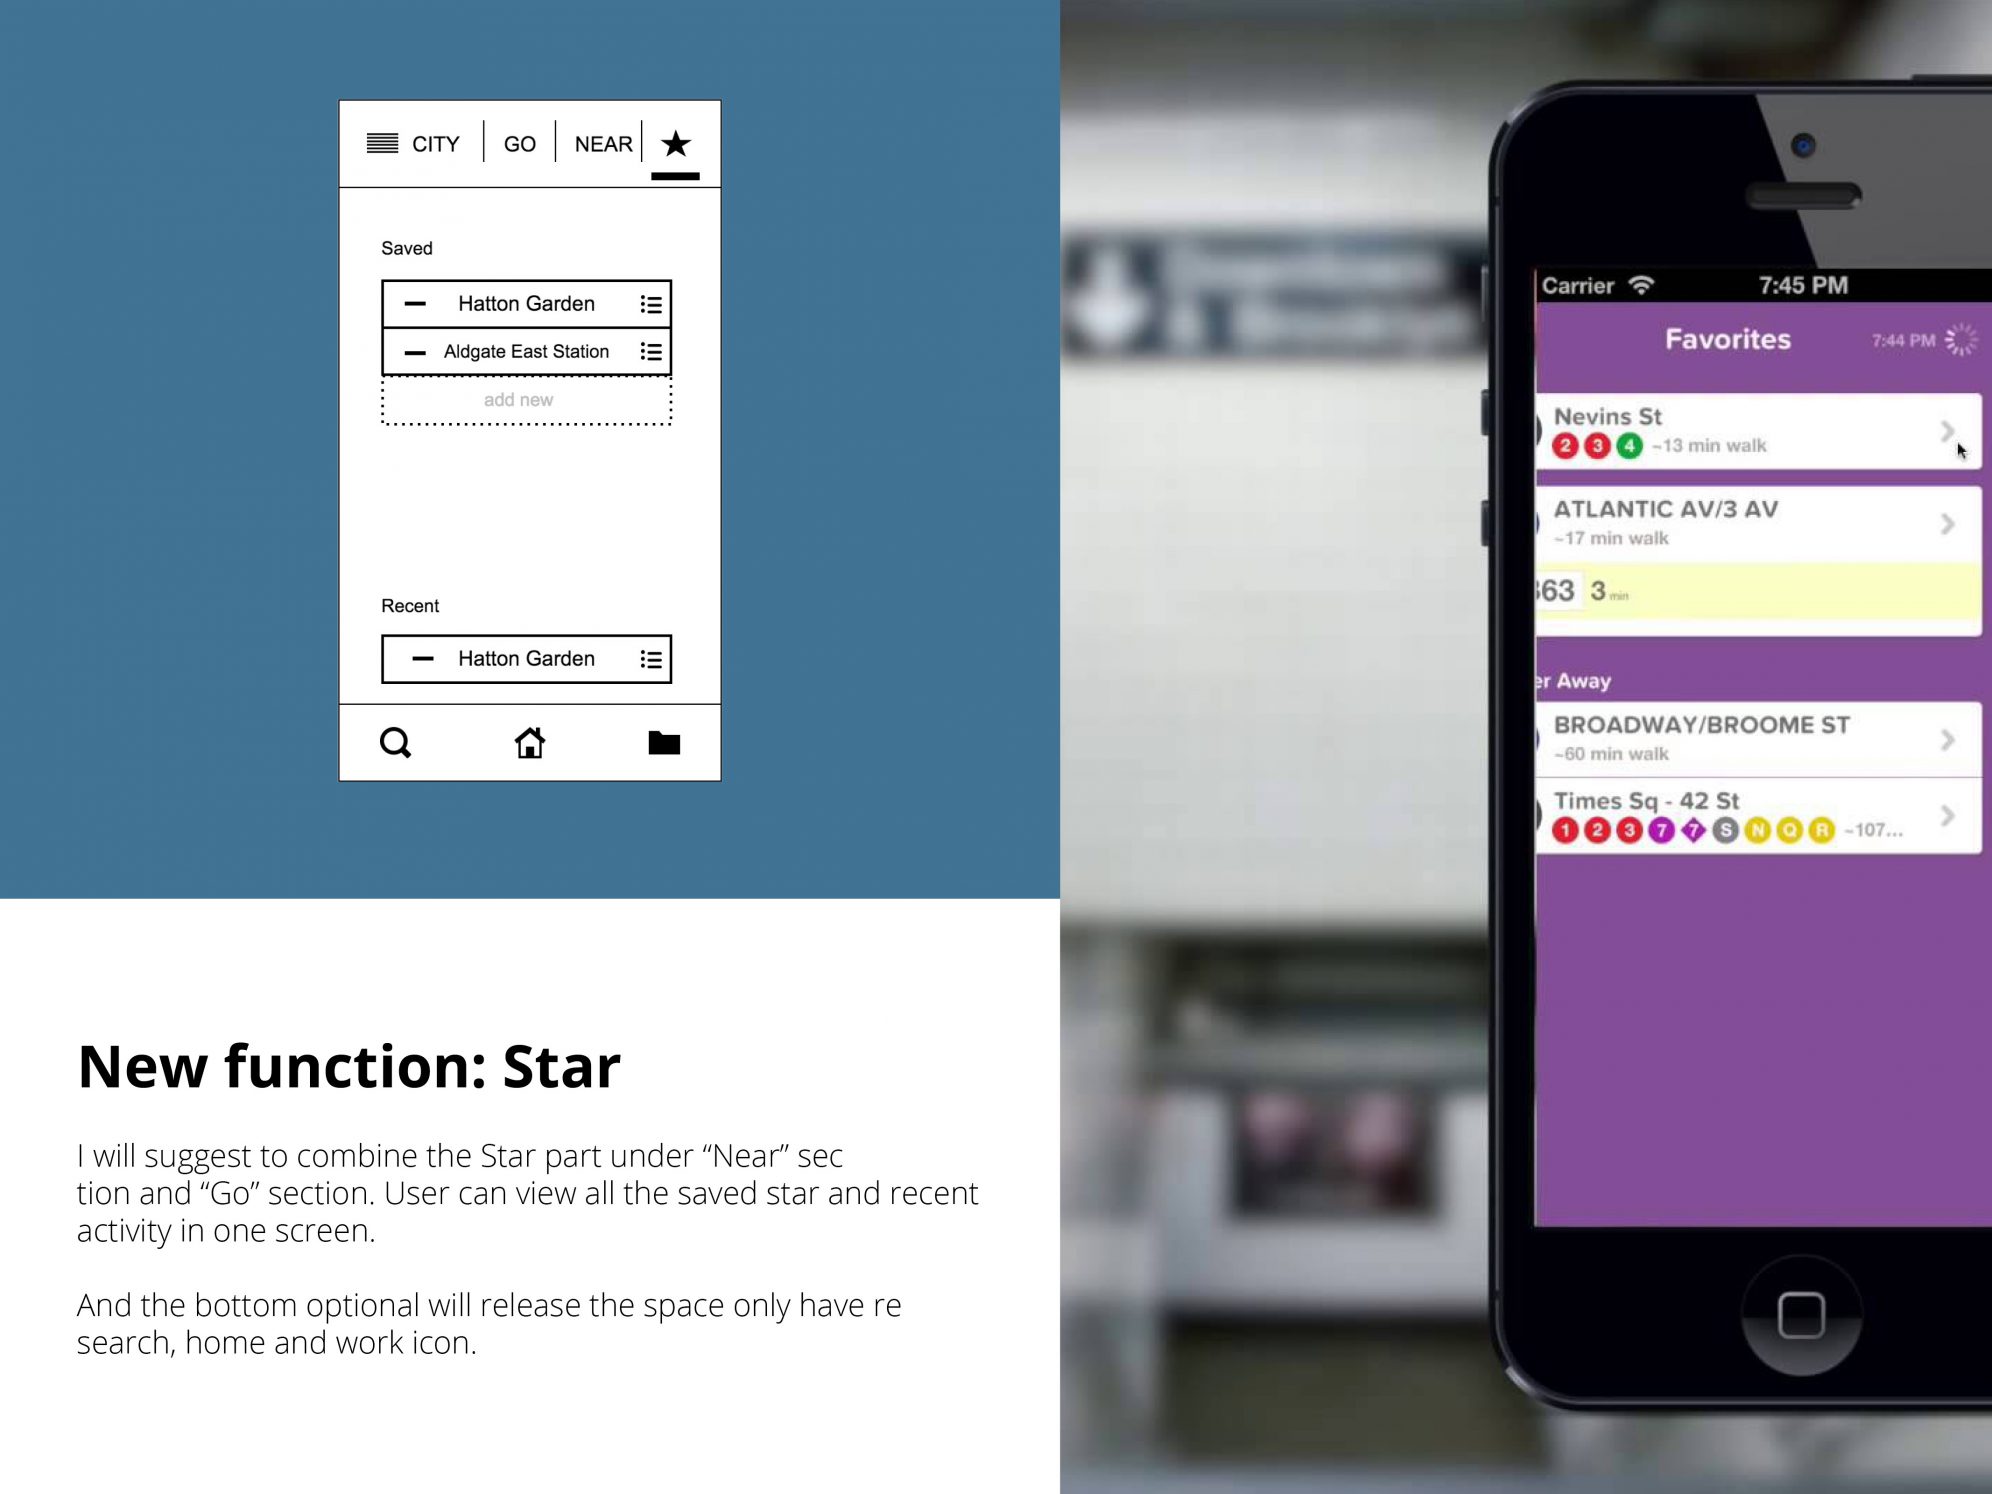 CITY GO NEAR
Saved
Hatton Garden
Aldgate East Station
add new
Recent
Hatton Garden
New function: Star
I will suggest to combine the Star part under “Near” sec
tion and “Go” section. User can view all the saved star and recent
activity in one screen.
And the bottom optional will release the space only have re
search, home and work icon.
Carrier 7:45 PM
Favorites 7:44 PM
Nevins St
2 3 4 ~13 min walk
ATLANTIC AV/3 AV
~17 min walk
63 3 min
er Away
BROADWAY/BROOME ST
~60 min walk
Times Sq - 42 St
1 2 3 7 7 S N Q R ~107...